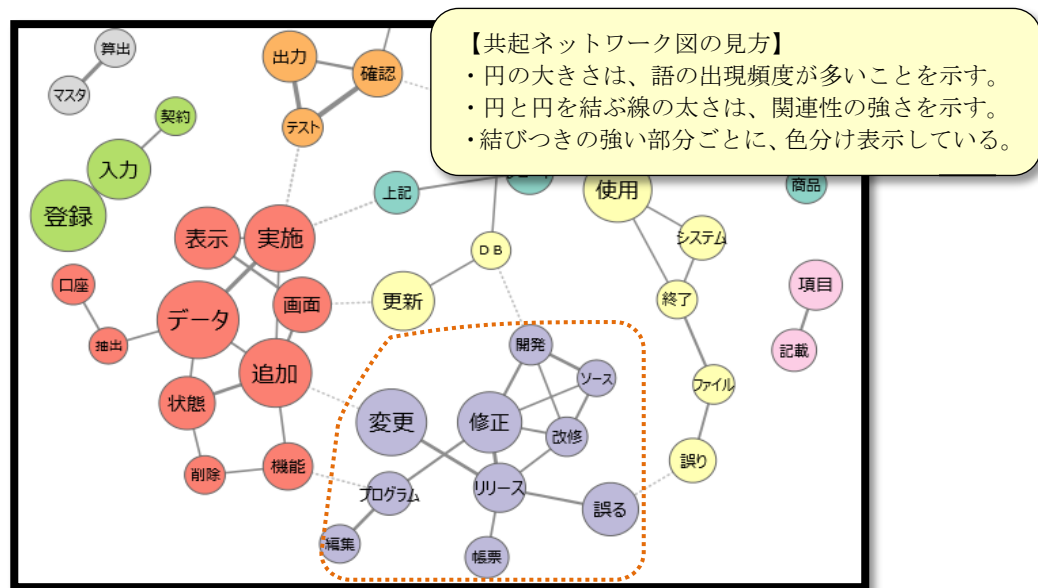 【共起ネットワーク図の見方】
・円の大きさは、語の出現頻度が多いことを示す。
・円と円を結ぶ線の太さは、関連性の強さを示す。
・結びつきの強い部分ごとに、色分け表示している。
算出
マスタ
出力
確認
テスト
契約
入力
登録
上記
使用
商品
表示
実施
システム
DB
口座
データ
画面
更新
終了
項目
抽出
開発
記載
追加
ソース
ファイル
状態
変更
修正
改修
削除
機能
プログラム
リリース
誤り
誤る
編集
帳票